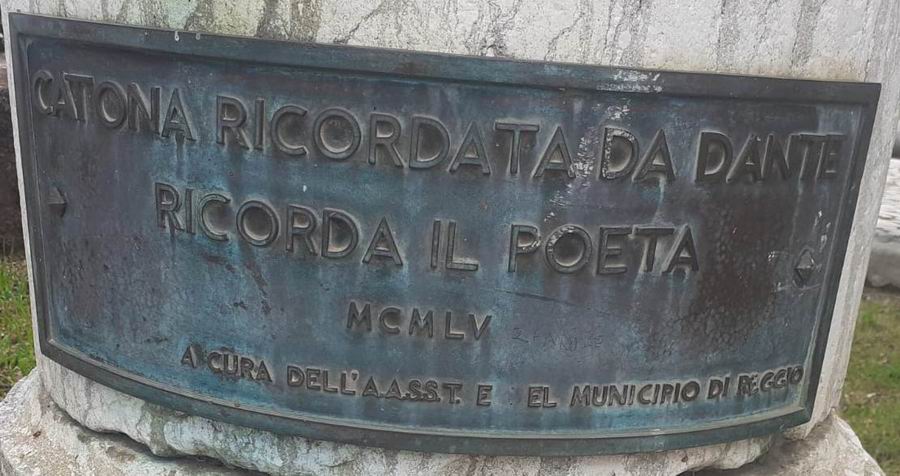 CATONA RICORDATA DA DANTE
RICORDA IL POETA
MCMLV
A CURA DELL'A.A.S.S.T. E EL MUNICIPIO DI REGGIO